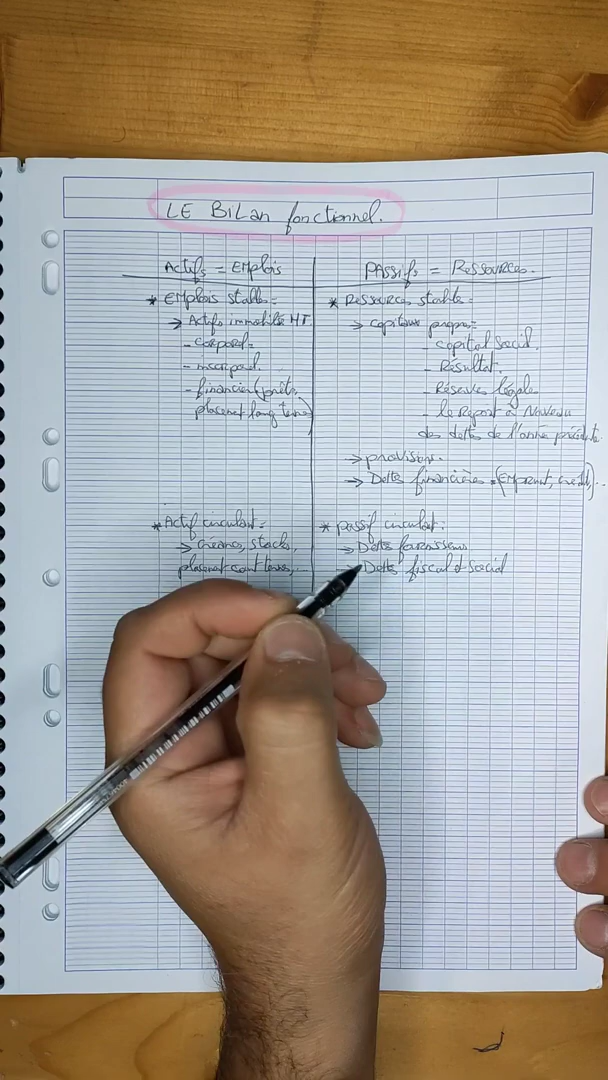 LE BiLan fonctionnel.
Actifs = EMplois
PAssifs = RessouRces.
* EMplois stables
* RessouRces stables
→ Actifs immobilisé HT.
→ capitaux propres
- corporel
- capital social.
- incorporel.
- Résultat.
- financier (prêts,
- Réserves légales
placement long terme)
- le Report à Nouveau
des dettes de l'année précédente.
→ provision.
→ Dettes financières (EMprunt, crédit)...
* Actif circulant
* passif circulant:
→ créances, stocks,
→ Dettes fournisseurs
placement court terme,...
→ Dettes fiscal et social